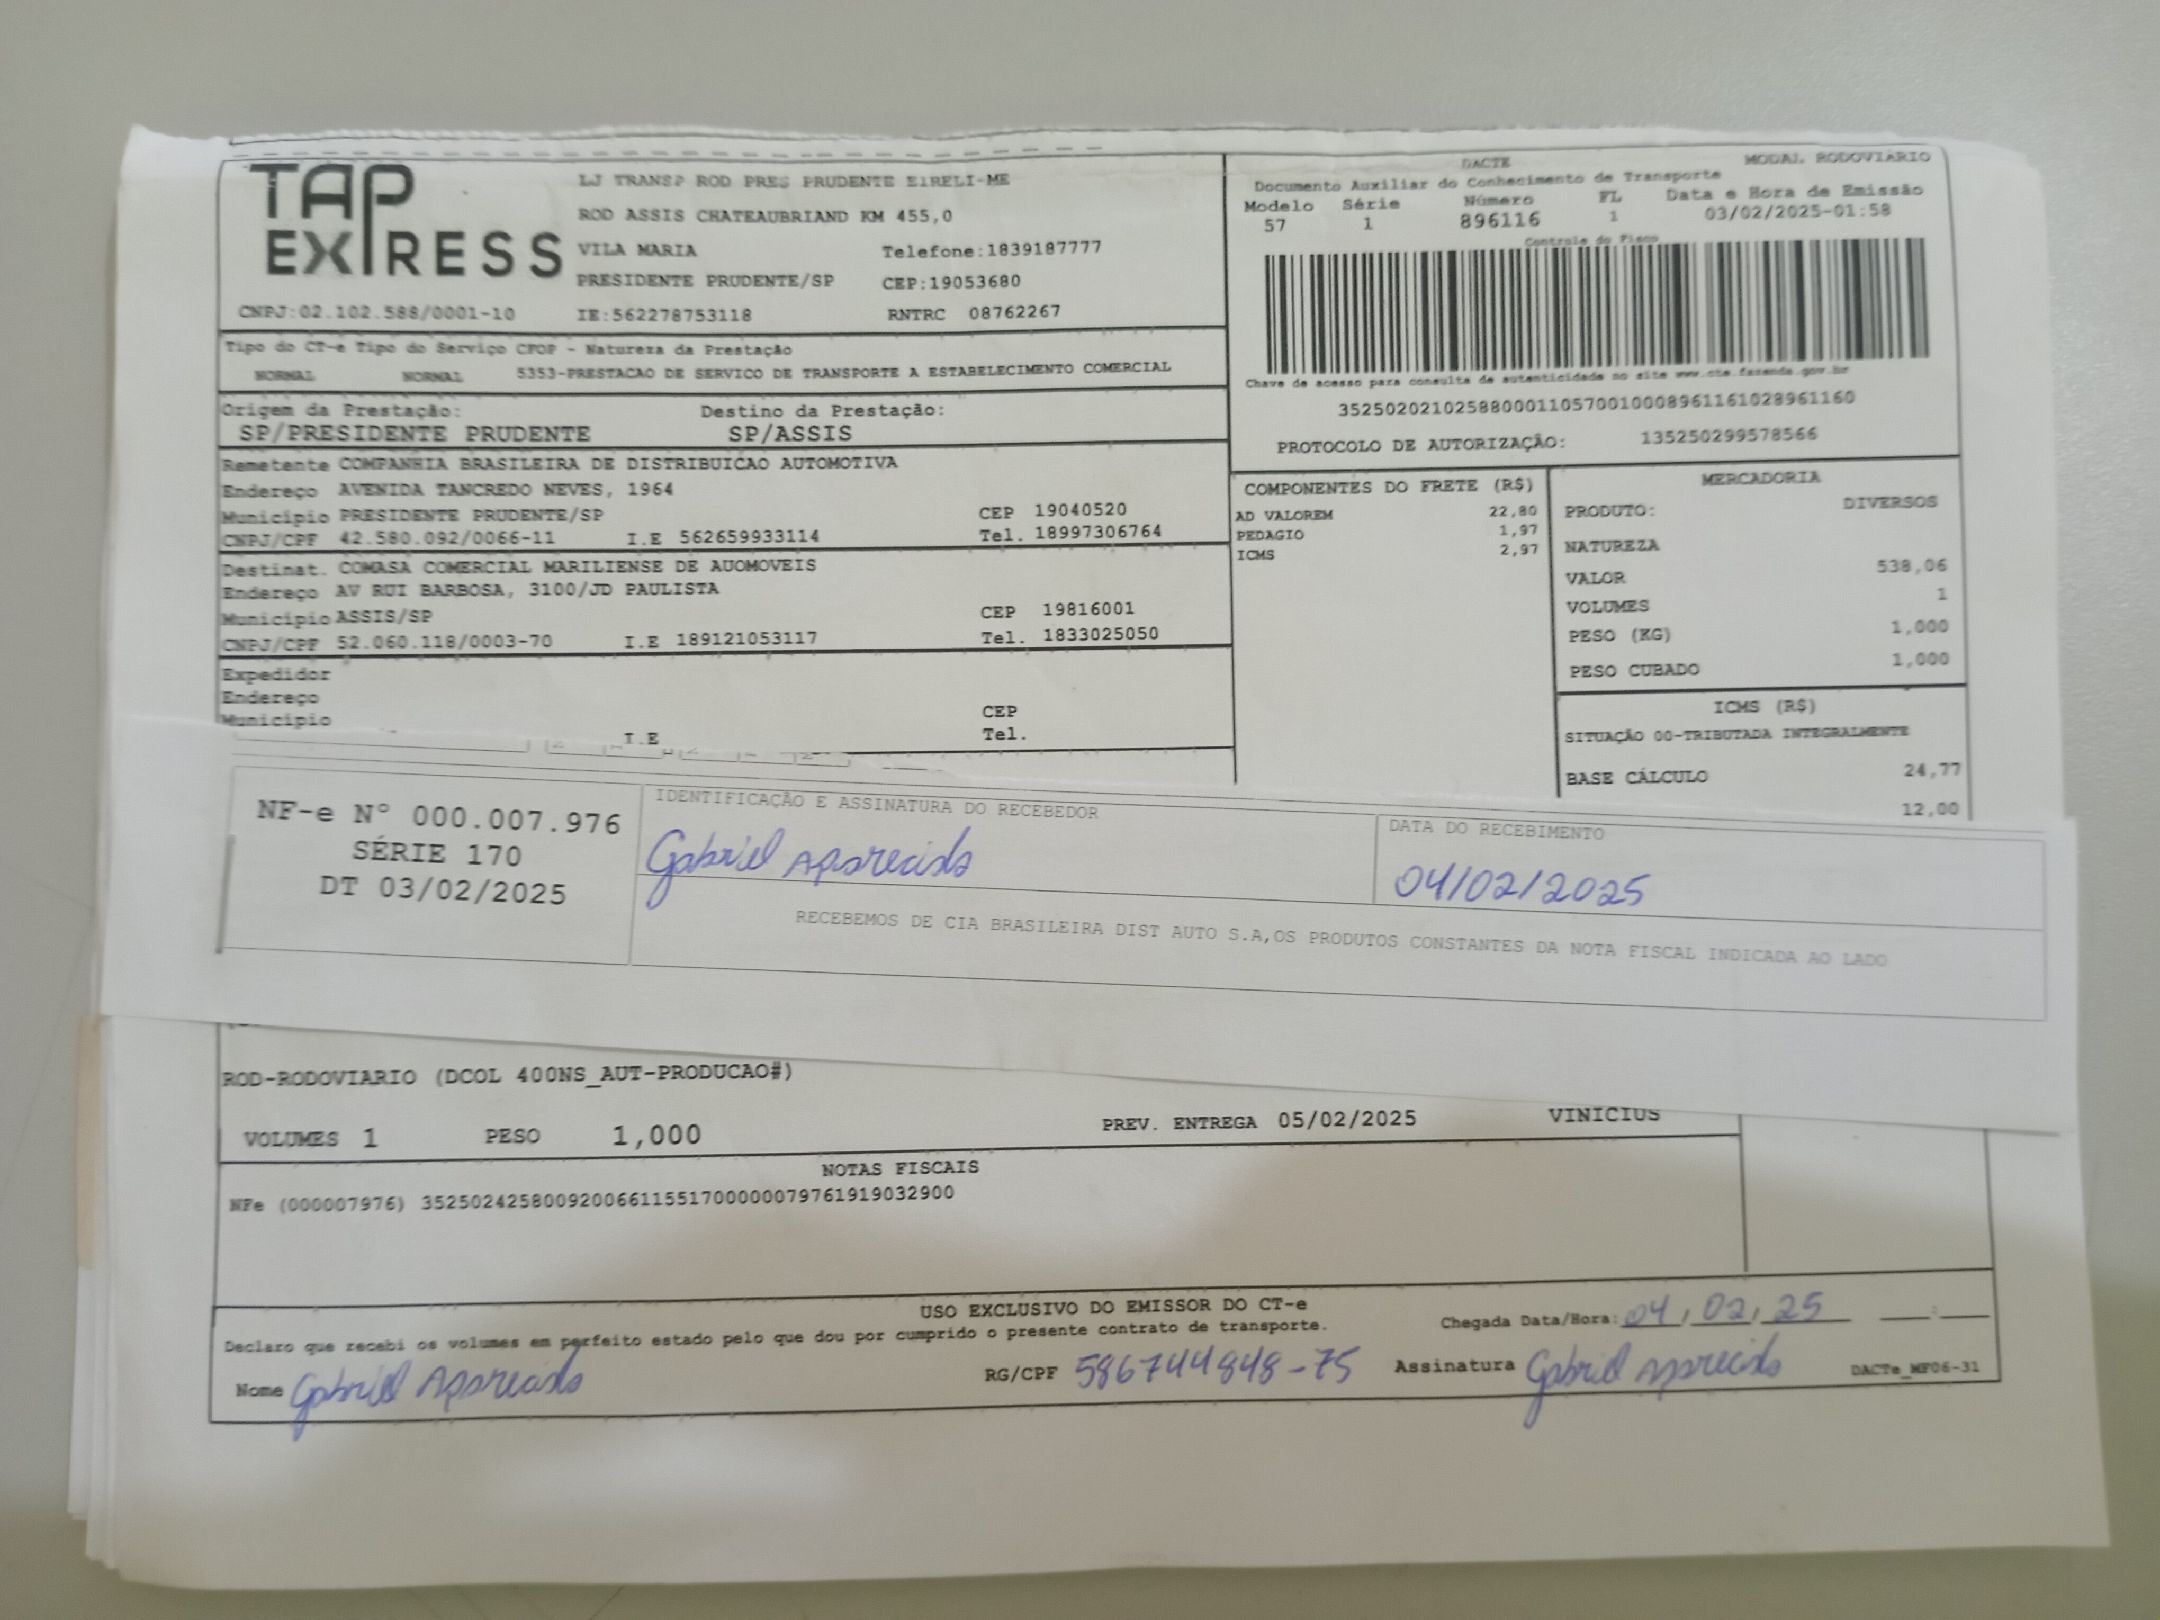 TAP EXPRESS
LJ TRANSP ROD PRES PRUDENTE EIRELI-ME
ROD ASSIS CHATEAUBRIAND KM 455,0
VILA MARIA Telefone:1839187777
PRESIDENTE PRUDENTE/SP CEP:19053680
CNPJ:02.102.588/0001-10 IE:562278753118 RNTRC 08762267
DACTE MODAL RODOVIÁRIO
Documento Auxiliar do Conhecimento de Transporte
Modelo Série Número FL Data e Hora de Emissão
57 1 896116 1 03/02/2025-01:58
Controle do Fisco
Chave de acesso para consulta de autenticidade no site www.cte.fazenda.gov.br
35250202102588000110570010008961161028961160
PROTOCOLO DE AUTORIZAÇÃO: 135250299578566
Tipo do CT-e Tipo do Serviço CFOP - Natureza da Prestação
NORMAL NORMAL 5353-PRESTACAO DE SERVICO DE TRANSPORTE A ESTABELECIMENTO COMERCIAL
Origem da Prestação: Destino da Prestação:
SP/PRESIDENTE PRUDENTE SP/ASSIS
Remetente COMPANHIA BRASILEIRA DE DISTRIBUICAO AUTOMOTIVA
Endereço AVENIDA TANCREDO NEVES, 1964
Município PRESIDENTE PRUDENTE/SP CEP 19040520
CNPJ/CPF 42.580.092/0066-11 I.E 562659933114 Tel. 18997306764
Destinat. COMASA COMERCIAL MARILIENSE DE AUOMOVEIS
Endereço AV RUI BARBOSA, 3100/JD PAULISTA
Município ASSIS/SP CEP 19816001
CNPJ/CPF 52.060.118/0003-70 I.E 189121053117 Tel. 1833025050
Expedidor
Endereço
Município CEP
I.E Tel.
COMPONENTES DO FRETE (R$)
AD VALOREM 22,80
PEDAGIO 1,97
ICMS 2,97
MERCADORIA
PRODUTO: DIVERSOS
NATUREZA
VALOR 538,06
VOLUMES 1
PESO (KG) 1,000
PESO CUBADO 1,000
ICMS (R$)
SITUAÇÃO 00-TRIBUTADA INTEGRALMENTE
BASE CÁLCULO 24,77
12,00
NF-e Nº 000.007.976
SÉRIE 170
DT 03/02/2025
IDENTIFICAÇÃO E ASSINATURA DO RECEBEDOR
Gabriel Aparecido
DATA DO RECEBIMENTO
04/02/2025
RECEBEMOS DE CIA BRASILEIRA DIST AUTO S.A,OS PRODUTOS CONSTANTES DA NOTA FISCAL INDICADA AO LADO
ROD-RODOVIARIO (DCOL 400NS_AUT-PRODUCAO#)
VOLUMES 1 PESO 1,000 PREV. ENTREGA 05/02/2025 VINICIUS
NOTAS FISCAIS
NFe (000007976) 35250242580092006611551700000079761919032900
USO EXCLUSIVO DO EMISSOR DO CT-e
Declaro que recebi os volumes em perfeito estado pelo que dou por cumprido o presente contrato de transporte.
Chegada Data/Hora: 04/02/25 __:__
Nome Gabriel Aparecido RG/CPF 586744848-75 Assinatura Gabriel Aparecido DACTe_MF06-31